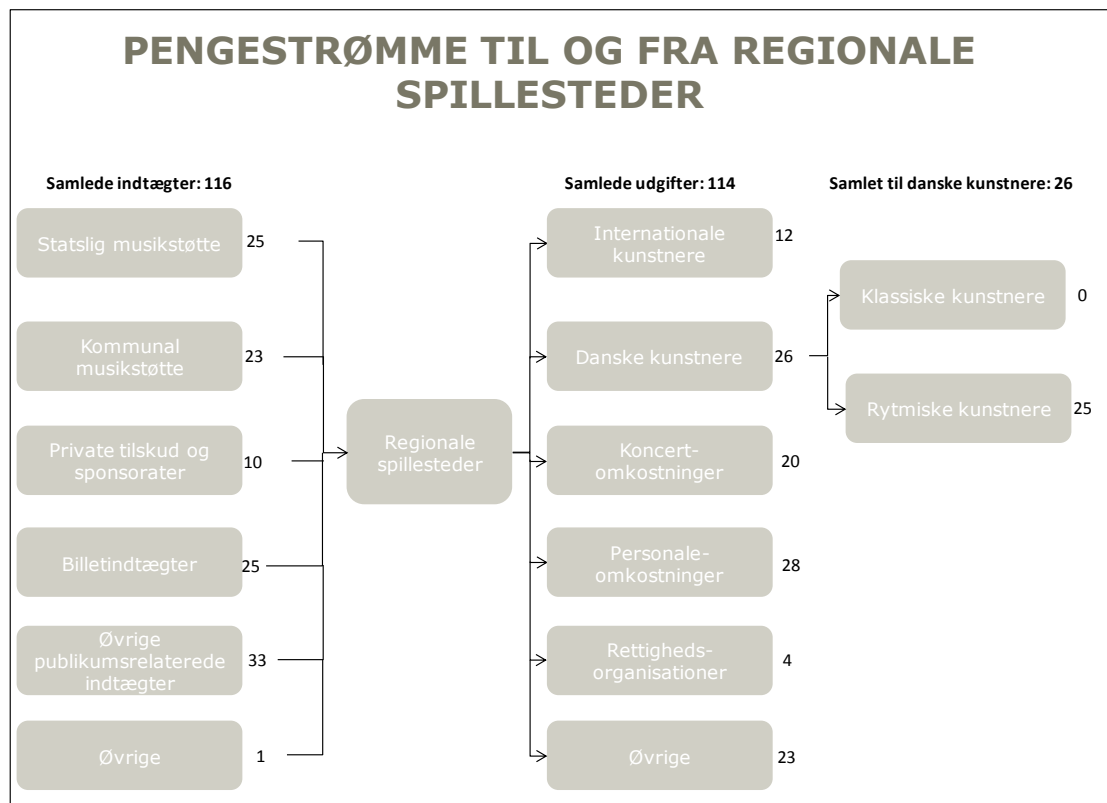 PENGESTRØMME TIL OG FRA REGIONALE
SPILLESTEDER
Samlede indtægter: 116
Statslig musikstøtte 25
Kommunal
musikstøtte 23
Private tilskud og
sponsorater 10
Billetindtægter 25
Øvrige
publikumsrelaterede 33
indtægter
Øvrige 1
Regionale
spillesteder
Samlede udgifter: 114
Internationale 12
kunstnere
Danske kunstnere 26
Koncert-
omkostninger 20
Personale-
omkostninger 28
Rettigheds-
organisationer 4
Øvrige 23
Samlet til danske kunstnere: 26
Klassiske kunstnere 0
Rytmiske kunstnere 25